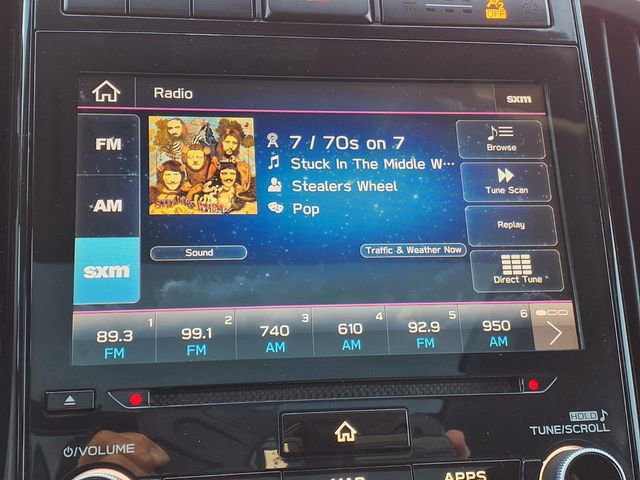 OFF
Radio
sxm
FM
AM
sxm
7 / 70s on 7
Stuck In The Middle W...
Stealers Wheel
Pop
Sound
Traffic & Weather Now
Browse
Tune Scan
Replay
Direct Tune
1
89.3
FM
2
99.1
FM
3
740
AM
4
610
AM
5
92.9
FM
6
950
AM
HOLD
TUNE/SCROLL
/VOLUME
MAP
APPS